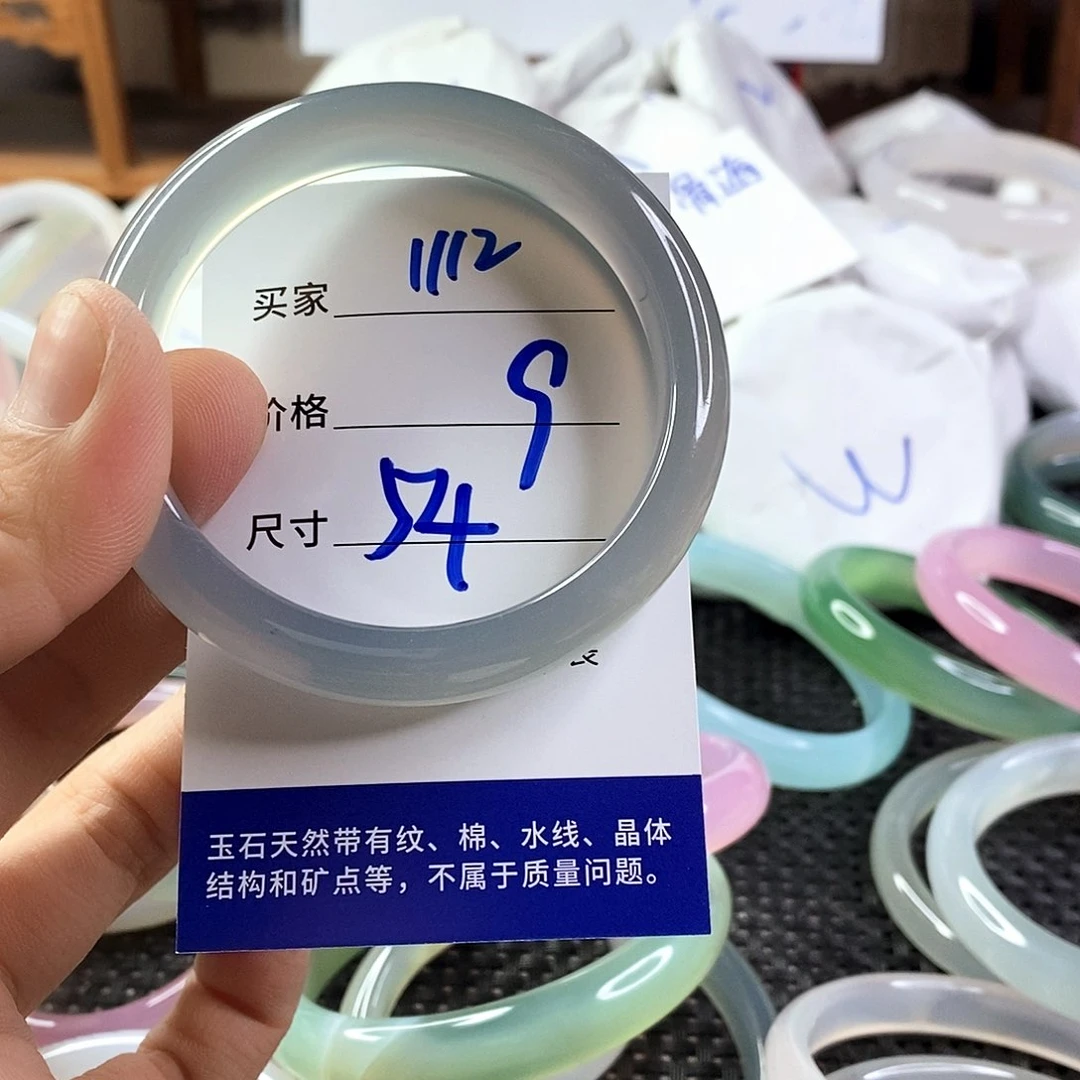 买家 1112
价格 9
尺寸 54
玉石天然带有纹、棉、水线、晶体
结构和矿点等，不属于质量问题。